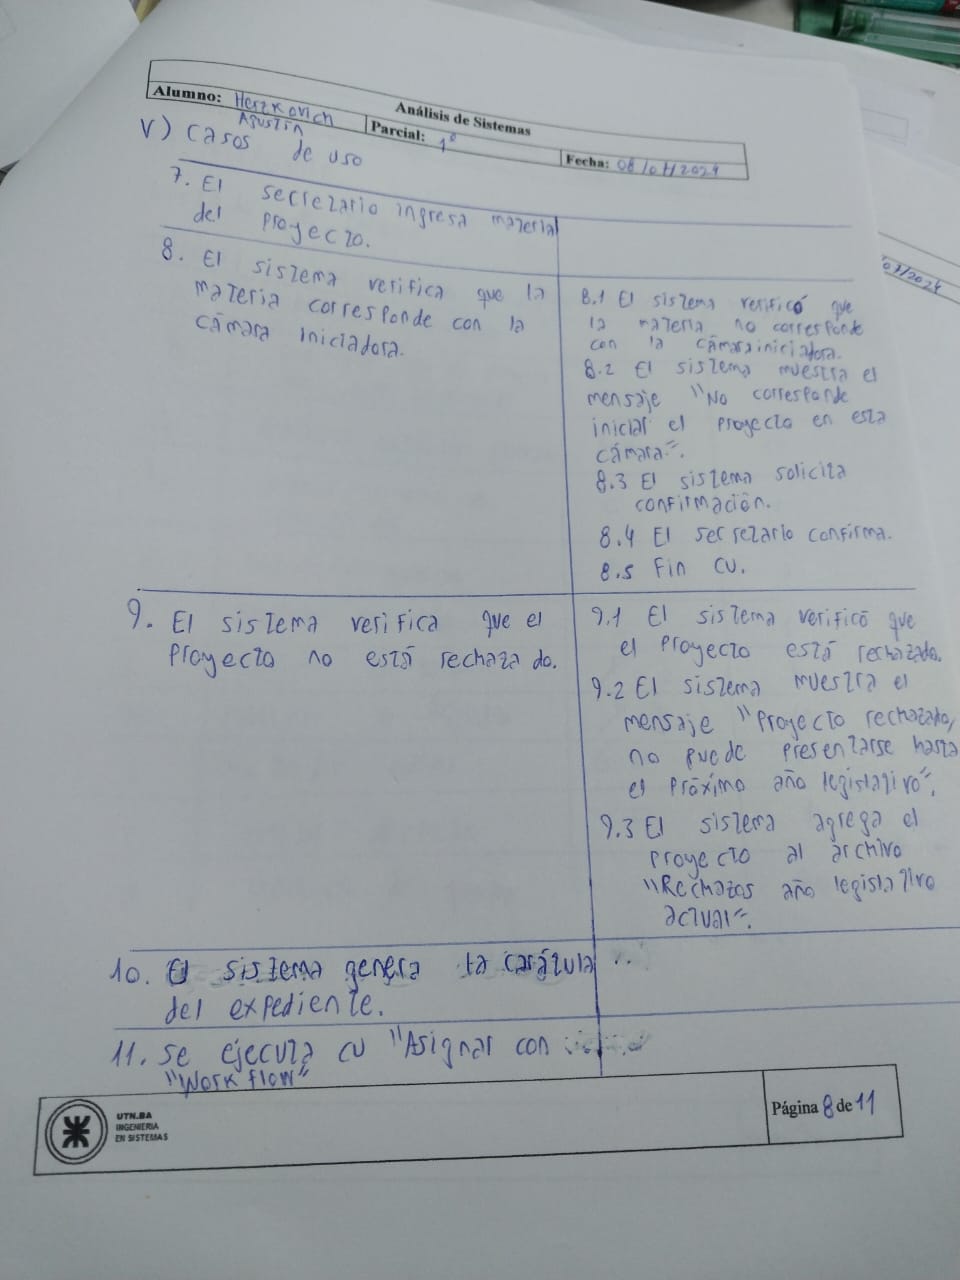 Análisis de Sistemas
Alumno: Herzkovich
Agustín
Parcial: 1º
Fecha: 08/07/2024
V) Casos de uso
7. El secretario ingresa material
del proyecto.
8. El sistema verifica que la
materia corresponde con la
cámara iniciadora.
8.1 El sistema verificó que
la materia no corresponde
con la cámara iniciadora.
8.2 El sistema muestra el
mensaje "No corresponde
iniciar el proyecto en esta
cámara".
8.3 El sistema solicita
confirmación.
8.4 El secretario confirma.
8.5 Fin CU.
9. El sistema verifica que el
proyecto no está rechazado.
9.1 El sistema verificó que
el proyecto está rechazado.
9.2 El sistema muestra el
mensaje "Proyecto rechazado,
no puede presentarse hasta
el próximo año legislativo".
9.3 El sistema agrega el
proyecto al archivo
"Rechazos año legislativo
actual".
10. El sistema genera la carátula
del expediente.
11. Se ejecuta CU "Asignar con
"Work flow"
UTN.BA
INGENIERIA
EN SISTEMAS
Página 8 de 11
07/2024